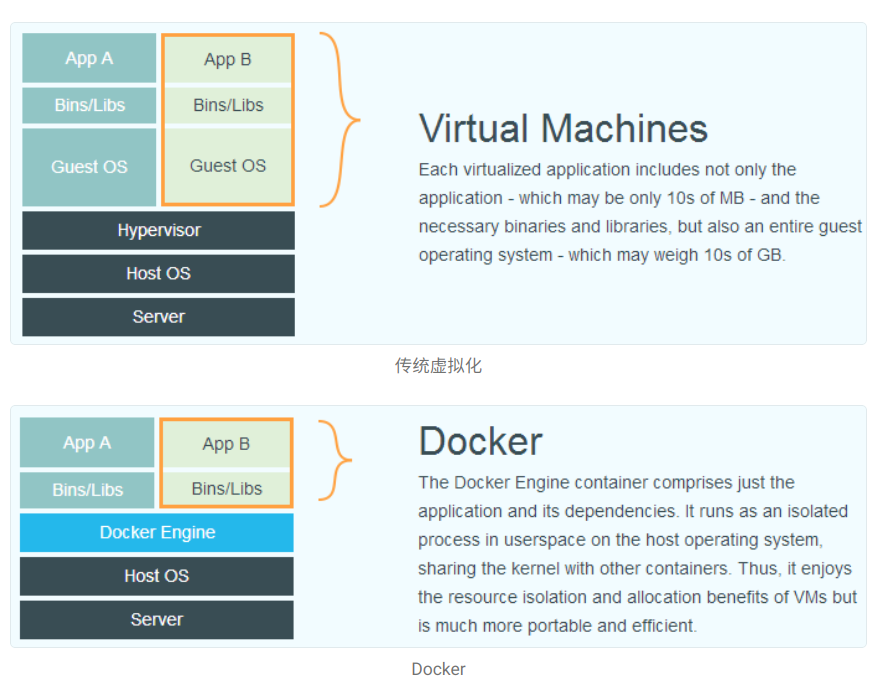 App A
App B
Bins/Libs
Bins/Libs
Guest OS
Guest OS
Hypervisor
Host OS
Server
Virtual Machines
Each virtualized application includes not only the
application - which may be only 10s of MB - and the
necessary binaries and libraries, but also an entire guest
operating system - which may weigh 10s of GB.
传统虚拟化
App A
App B
Bins/Libs
Bins/Libs
Docker Engine
Host OS
Server
Docker
The Docker Engine container comprises just the
application and its dependencies. It runs as an isolated
process in userspace on the host operating system,
sharing the kernel with other containers. Thus, it enjoys
the resource isolation and allocation benefits of VMs but
is much more portable and efficient.
Docker